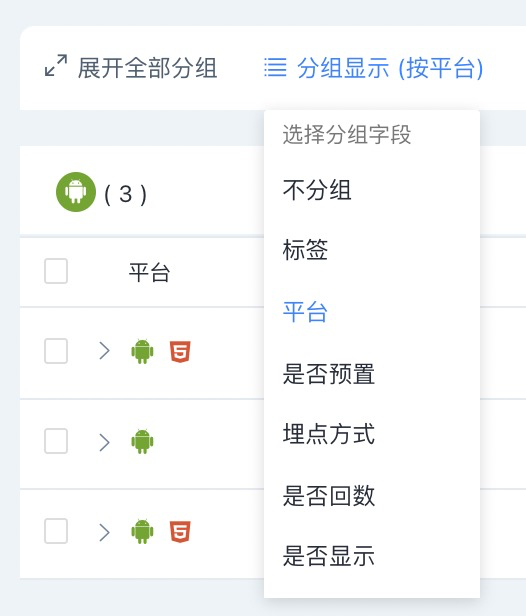 展开全部分组 分组显示 (按平台)
选择分组字段
不分组
( 3 )
标签
平台
平台
是否预置
埋点方式
是否回数
是否显示